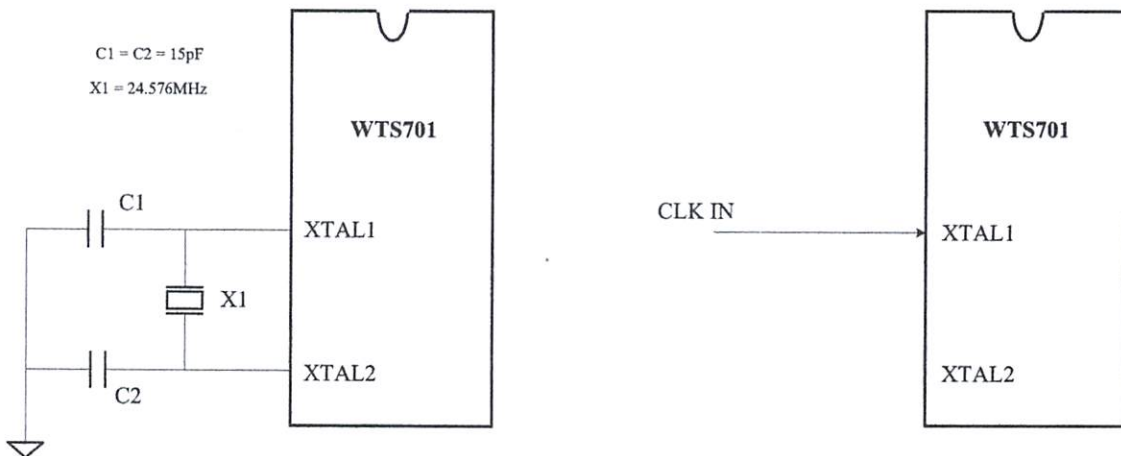 C1 = C2 = 15pF
X1 = 24.576MHz
WTS701
C1
XTAL1
X1
XTAL2
C2
WTS701
CLK IN
XTAL1
XTAL2